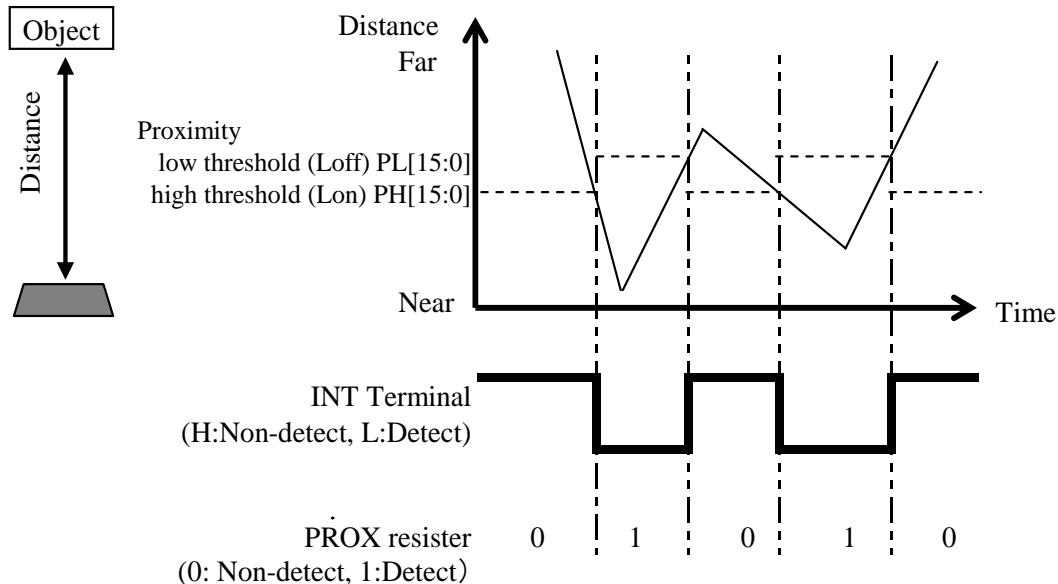 Object
Distance
Distance
Far
Proximity
low threshold (Loff) PL[15:0]
high threshold (Lon) PH[15:0]
Near
Time
INT Terminal
(H:Non-detect, L:Detect)
PROX resister
(0: Non-detect, 1:Detect）
0 1 0 1 0